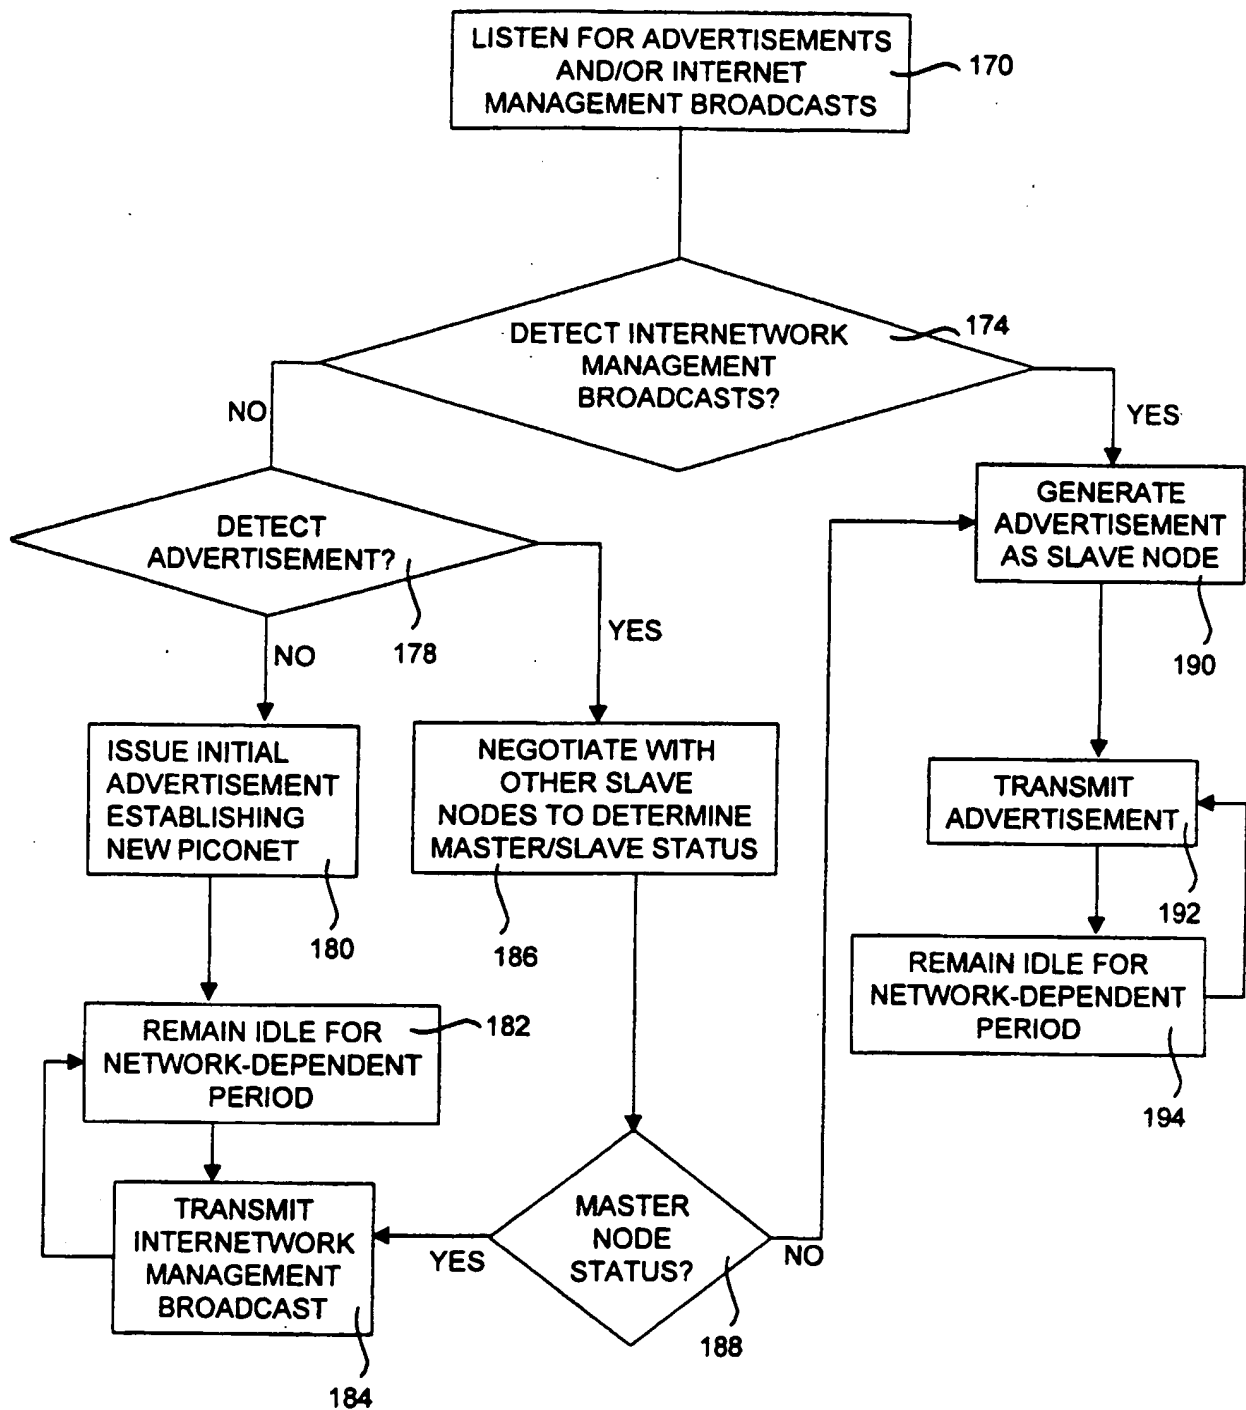 LISTEN FOR ADVERTISEMENTS
AND/OR INTERNET
MANAGEMENT BROADCASTS
170
DETECT INTERNETWORK
MANAGEMENT
BROADCASTS?
174
NO
YES
DETECT
ADVERTISEMENT?
178
GENERATE
ADVERTISEMENT
AS SLAVE NODE
190
NO
YES
ISSUE INITIAL
ADVERTISEMENT
ESTABLISHING
NEW PICONET
180
NEGOTIATE WITH
OTHER SLAVE
NODES TO DETERMINE
MASTER/SLAVE STATUS
186
TRANSMIT
ADVERTISEMENT
192
REMAIN IDLE FOR
NETWORK-DEPENDENT
PERIOD
194
REMAIN IDLE FOR
NETWORK-DEPENDENT
PERIOD
182
TRANSMIT
INTERNETWORK
MANAGEMENT
BROADCAST
184
YES
MASTER
NODE
STATUS?
188
NO